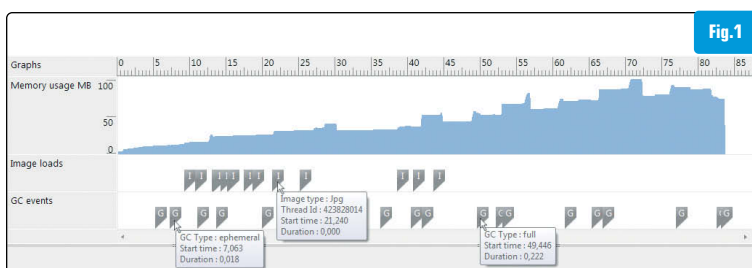 Fig.1
Graphs
0 5 10 15 20 25 30 35 40 45 50 55 60 65 70 75 80 85
Memory usage MB
100
50
0
Image loads
I I I I I I I I I I I I
GC events
G G G G G G G G G G G G G G G G G
Image type : Jpg
Thread Id : 423828014
Start time : 21,240
Duration : 0,000
GC Type : ephemeral
Start time : 7,063
Duration : 0,018
GC Type : full
Start time : 49,446
Duration : 0,222